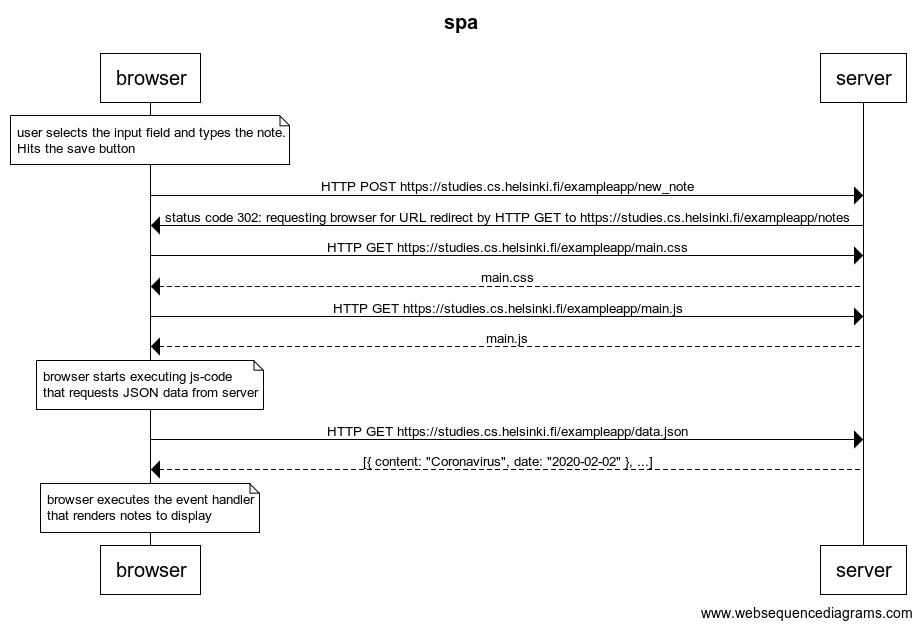 spa
browser
server
user selects the input field and types the note.
Hits the save button
HTTP POST https://studies.cs.helsinki.fi/exampleapp/new_note
status code 302: requesting browser for URL redirect by HTTP GET to https://studies.cs.helsinki.fi/exampleapp/notes
HTTP GET https://studies.cs.helsinki.fi/exampleapp/main.css
main.css
HTTP GET https://studies.cs.helsinki.fi/exampleapp/main.js
main.js
browser starts executing js-code
that requests JSON data from server
HTTP GET https://studies.cs.helsinki.fi/exampleapp/data.json
[{ content: "Coronavirus", date: "2020-02-02" }, ...]
browser executes the event handler
that renders notes to display
browser
server
www.websequencediagrams.com